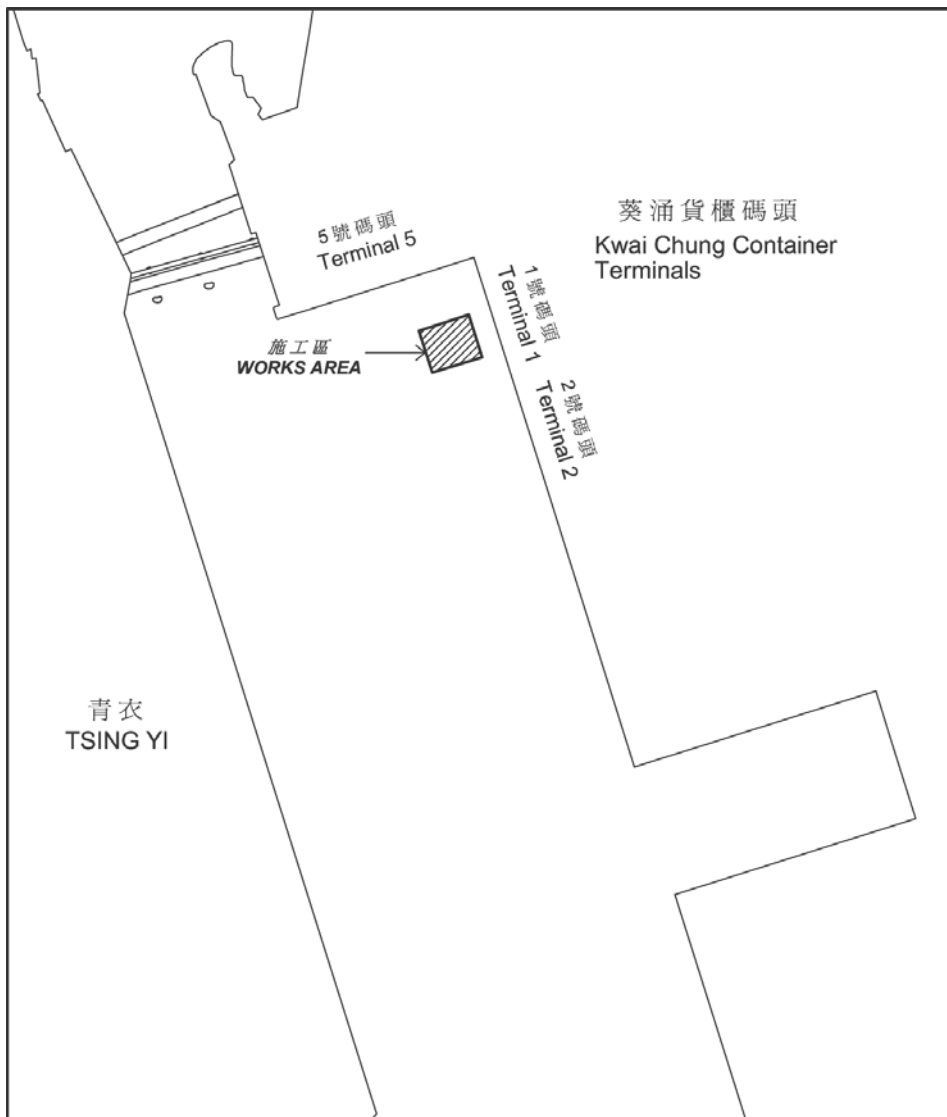 葵涌貨櫃碼頭
Kwai Chung Container
Terminals
5號碼頭
Terminal 5
1號碼頭
Terminal 1
2號碼頭
Terminal 2
施工區
WORKS AREA
青衣
TSING YI